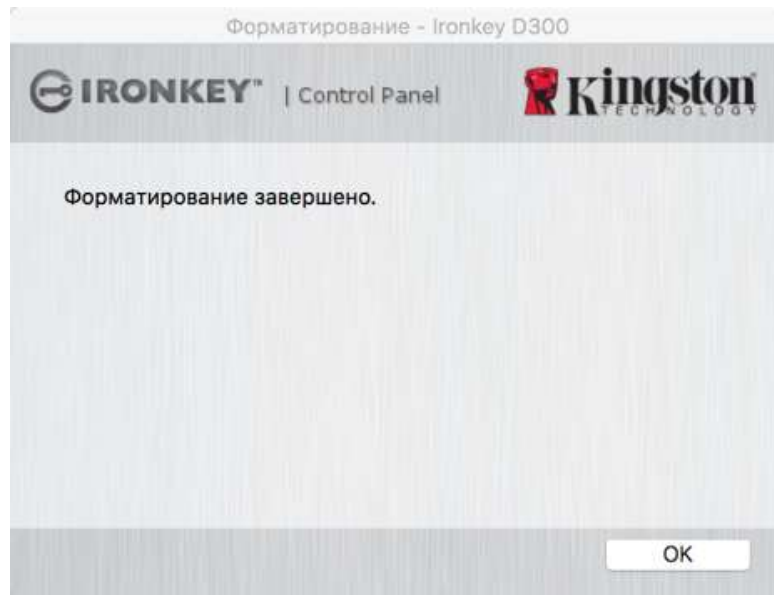 Форматирование - Ironkey D300
IRONKEY™ | Control Panel
Kingston
TECHNOLOGY
Форматирование завершено.
OK